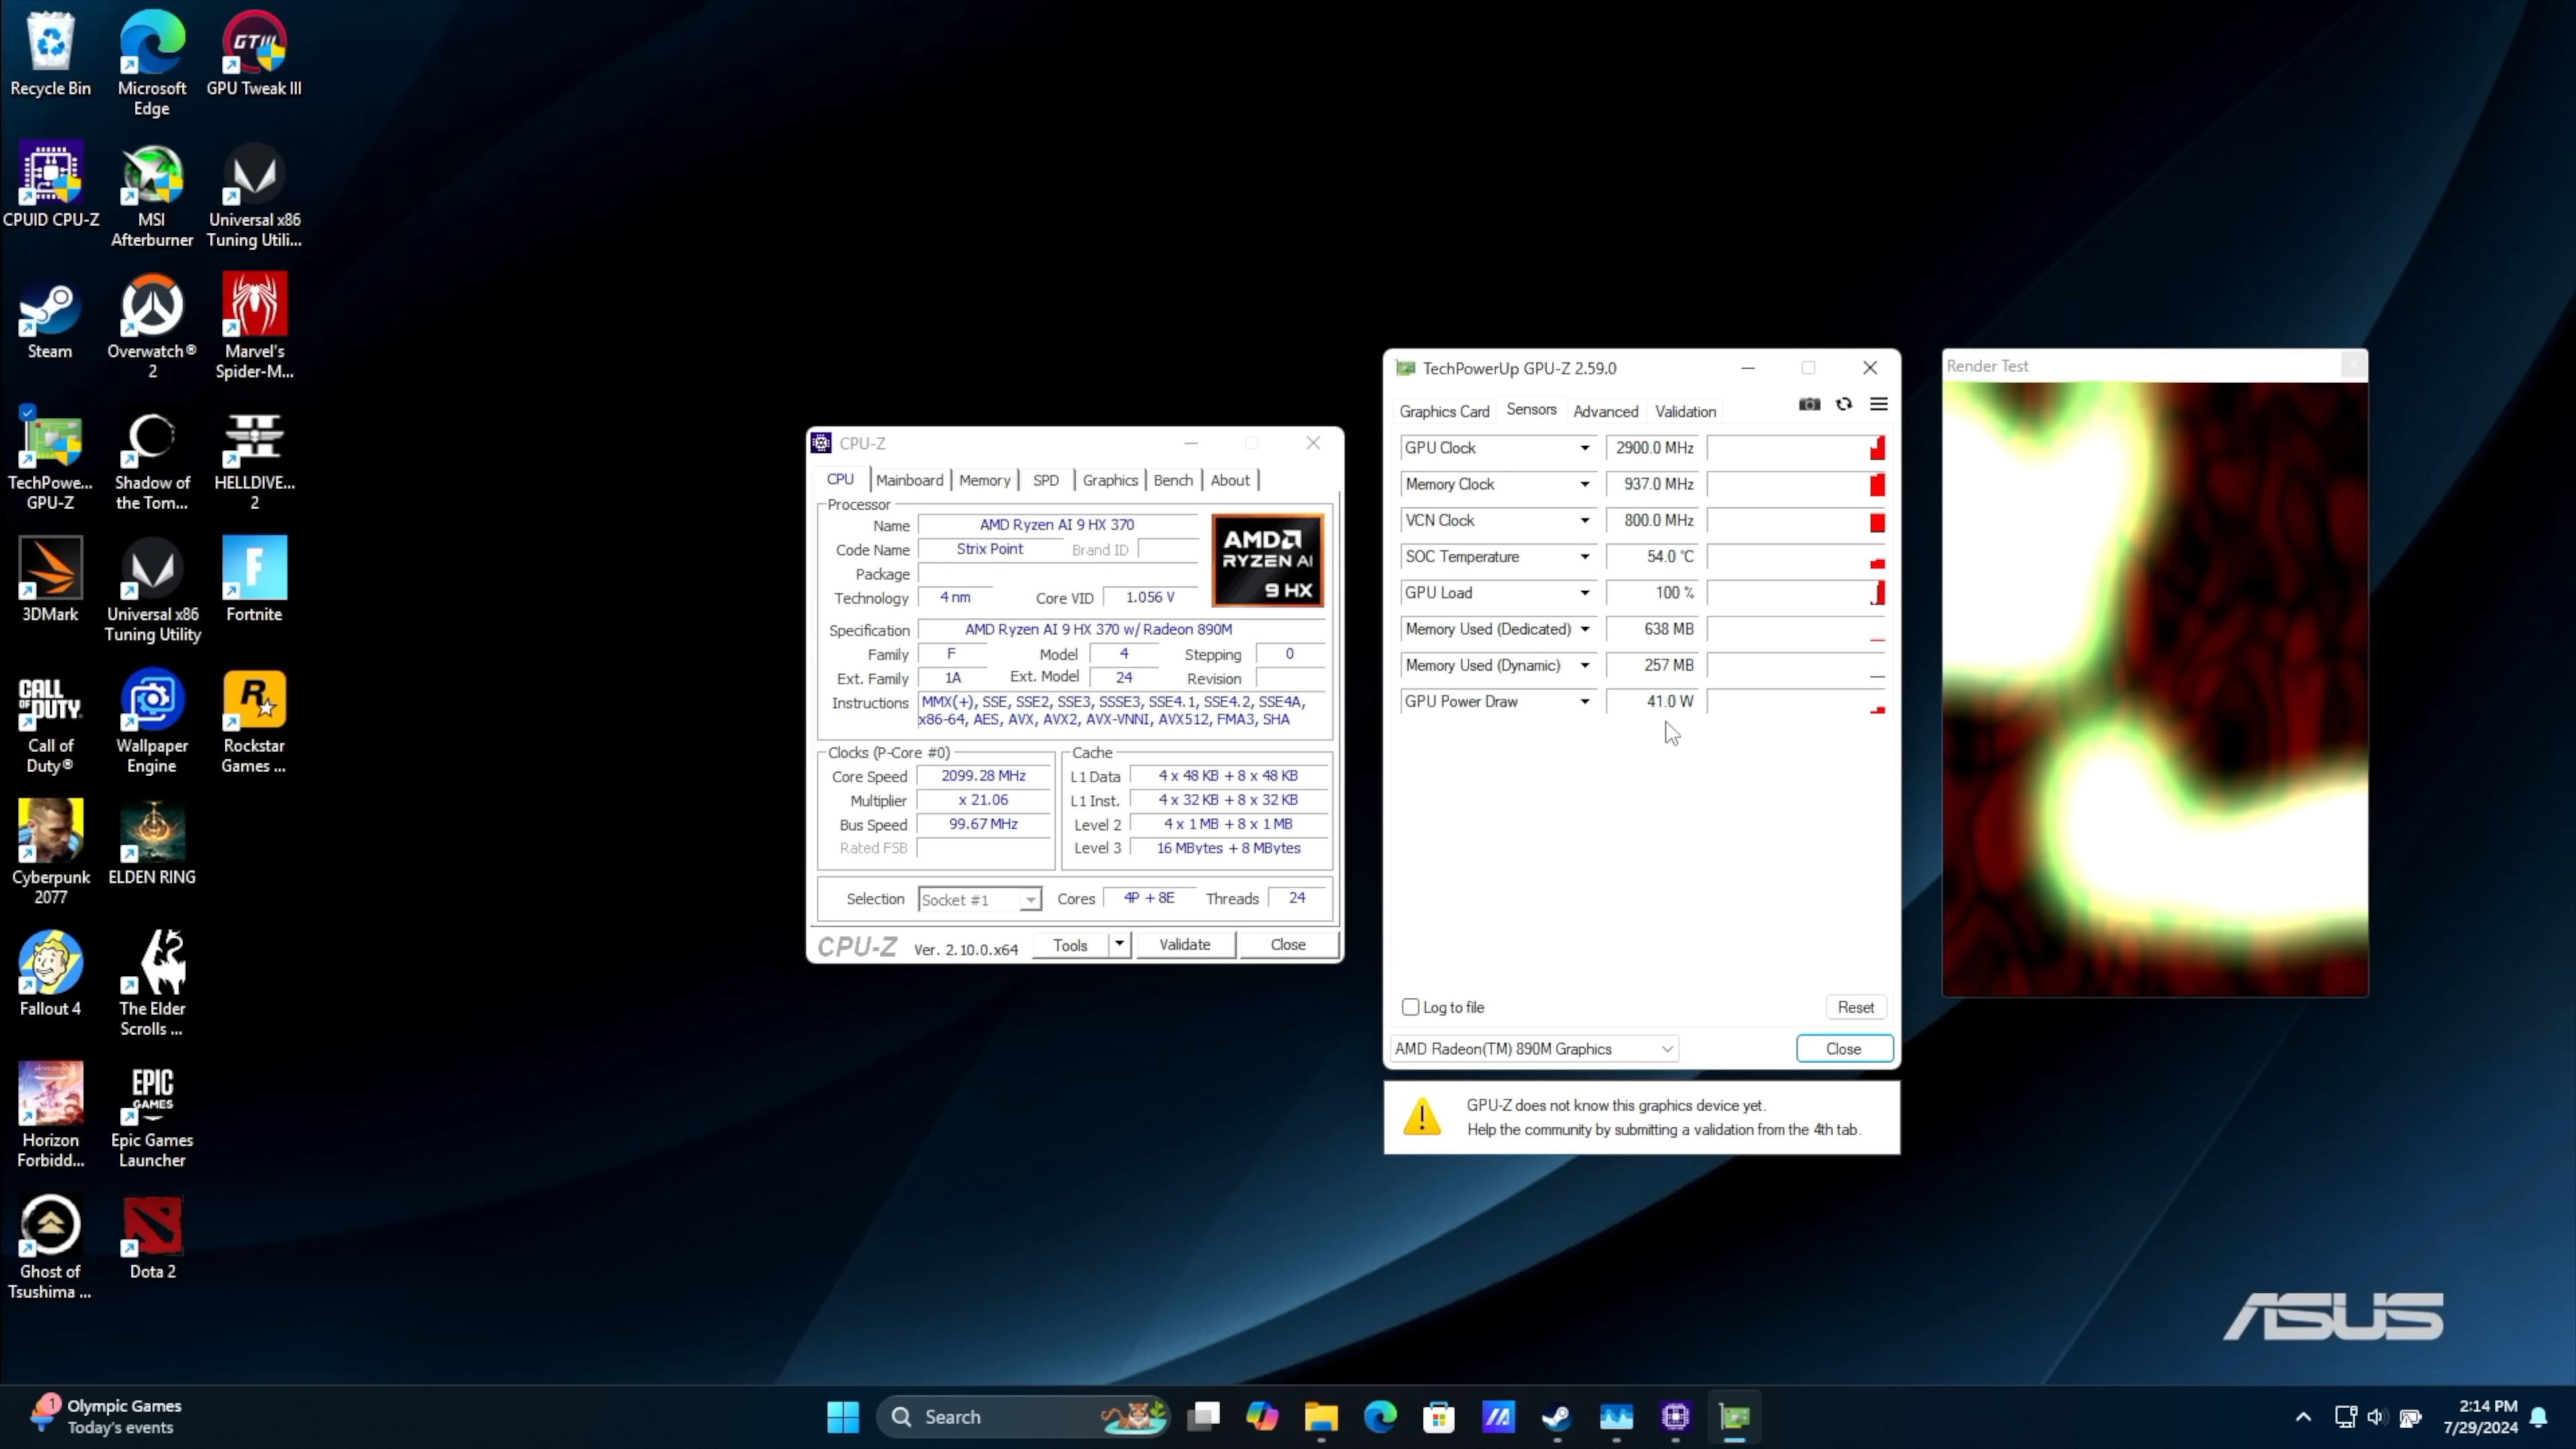 Recycle Bin
Microsoft
Edge
GTIII
GPU Tweak III
CPUID CPU-Z
MSI
Afterburner
Universal x86
Tuning Utili...
Steam
Overwatch®
2
Marvel's
Spider-M...
TechPowe...
GPU-Z
Shadow of
the Tom...
HELLDIVE...
2
3DMark
Universal x86
Tuning Utility
F
Fortnite
CALL
OF DUTY
Call of
Duty®
Wallpaper
Engine
R
Rockstar
Games ...
Cyberpunk
2077
ELDEN RING
Fallout 4
The Elder
Scrolls ...
Horizon
Forbidd...
EPIC
GAMES
Epic Games
Launcher
Ghost of
Tsushima ...
Dota 2
CPU-Z
CPU Mainboard Memory SPD Graphics Bench About
Processor
Name AMD Ryzen AI 9 HX 370
Code Name Strix Point Brand ID
Package
Technology 4 nm Core VID 1.056 V
AMD
RYZEN AI
9 HX
Specification AMD Ryzen AI 9 HX 370 w/ Radeon 890M
Family F Model 4 Stepping 0
Ext. Family 1A Ext. Model 24 Revision
Instructions MMX(+), SSE, SSE2, SSE3, SSSE3, SSE4.1, SSE4.2, SSE4A,
x86-64, AES, AVX, AVX2, AVX-VNNI, AVX512, FMA3, SHA
Clocks (P-Core #0)
Core Speed 2099.28 MHz
Multiplier x 21.06
Bus Speed 99.67 MHz
Rated FSB
Cache
L1 Data 4 x 48 KB + 8 x 48 KB
L1 Inst. 4 x 32 KB + 8 x 32 KB
Level 2 4 x 1 MB + 8 x 1 MB
Level 3 16 MBytes + 8 MBytes
Selection Socket #1 Cores 4P + 8E Threads 24
CPU-Z Ver. 2.10.0.x64 Tools Validate Close
TechPowerUp GPU-Z 2.59.0
Graphics Card Sensors Advanced Validation
GPU Clock 2900.0 MHz
Memory Clock 937.0 MHz
VCN Clock 800.0 MHz
SOC Temperature 54.0 °C
GPU Load 100 %
Memory Used (Dedicated) 638 MB
Memory Used (Dynamic) 257 MB
GPU Power Draw 41.0 W
Log to file Reset
AMD Radeon(TM) 890M Graphics Close
GPU-Z does not know this graphics device yet.
Help the community by submitting a validation from the 4th tab.
Render Test
ASUS
1
Olympic Games
Today's events
Search
2:14 PM
7/29/2024